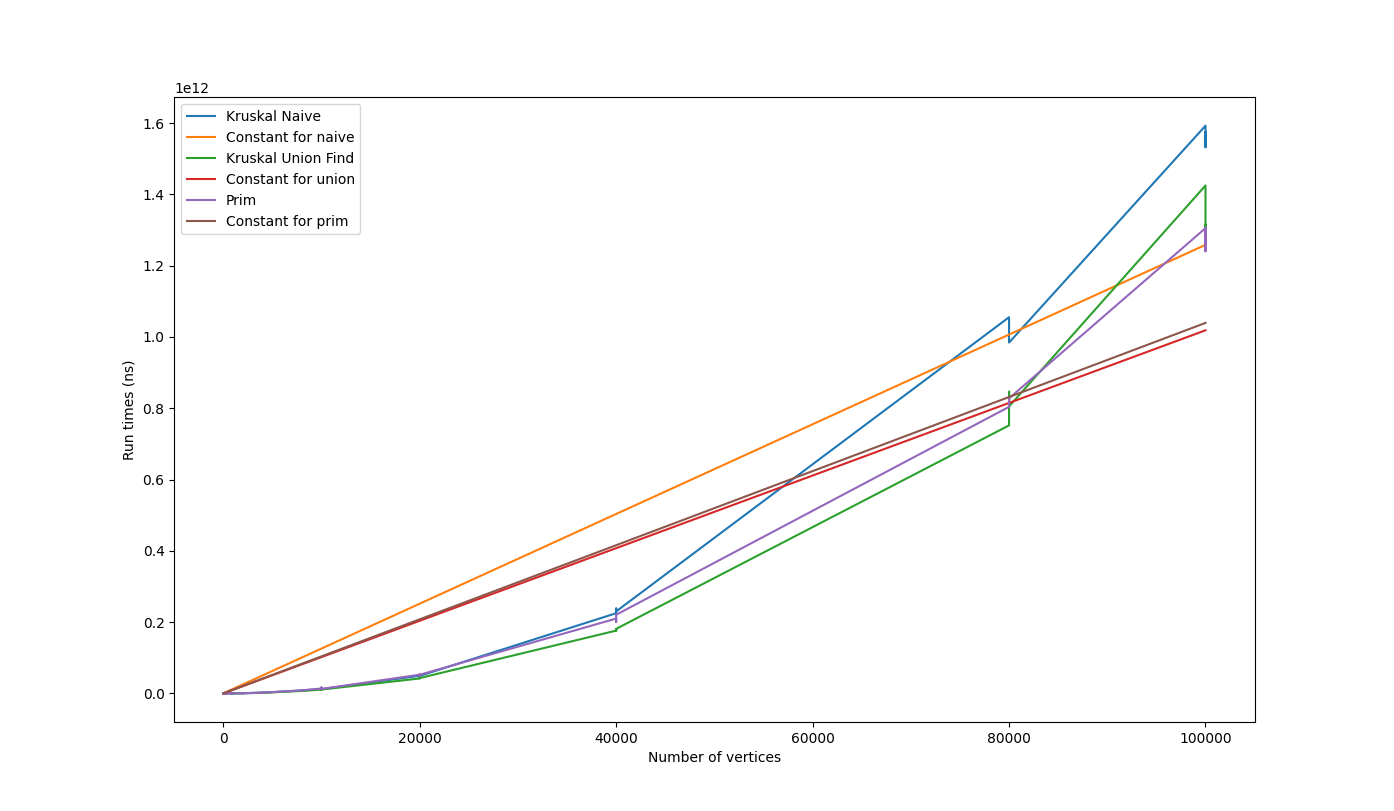 1e12
1.6
1.4
1.2
1.0
0.8
0.6
0.4
0.2
0.0
Run times (ns)
Kruskal Naive
Constant for naive
Kruskal Union Find
Constant for union
Prim
Constant for prim
0 20000 40000 60000 80000 100000
Number of vertices